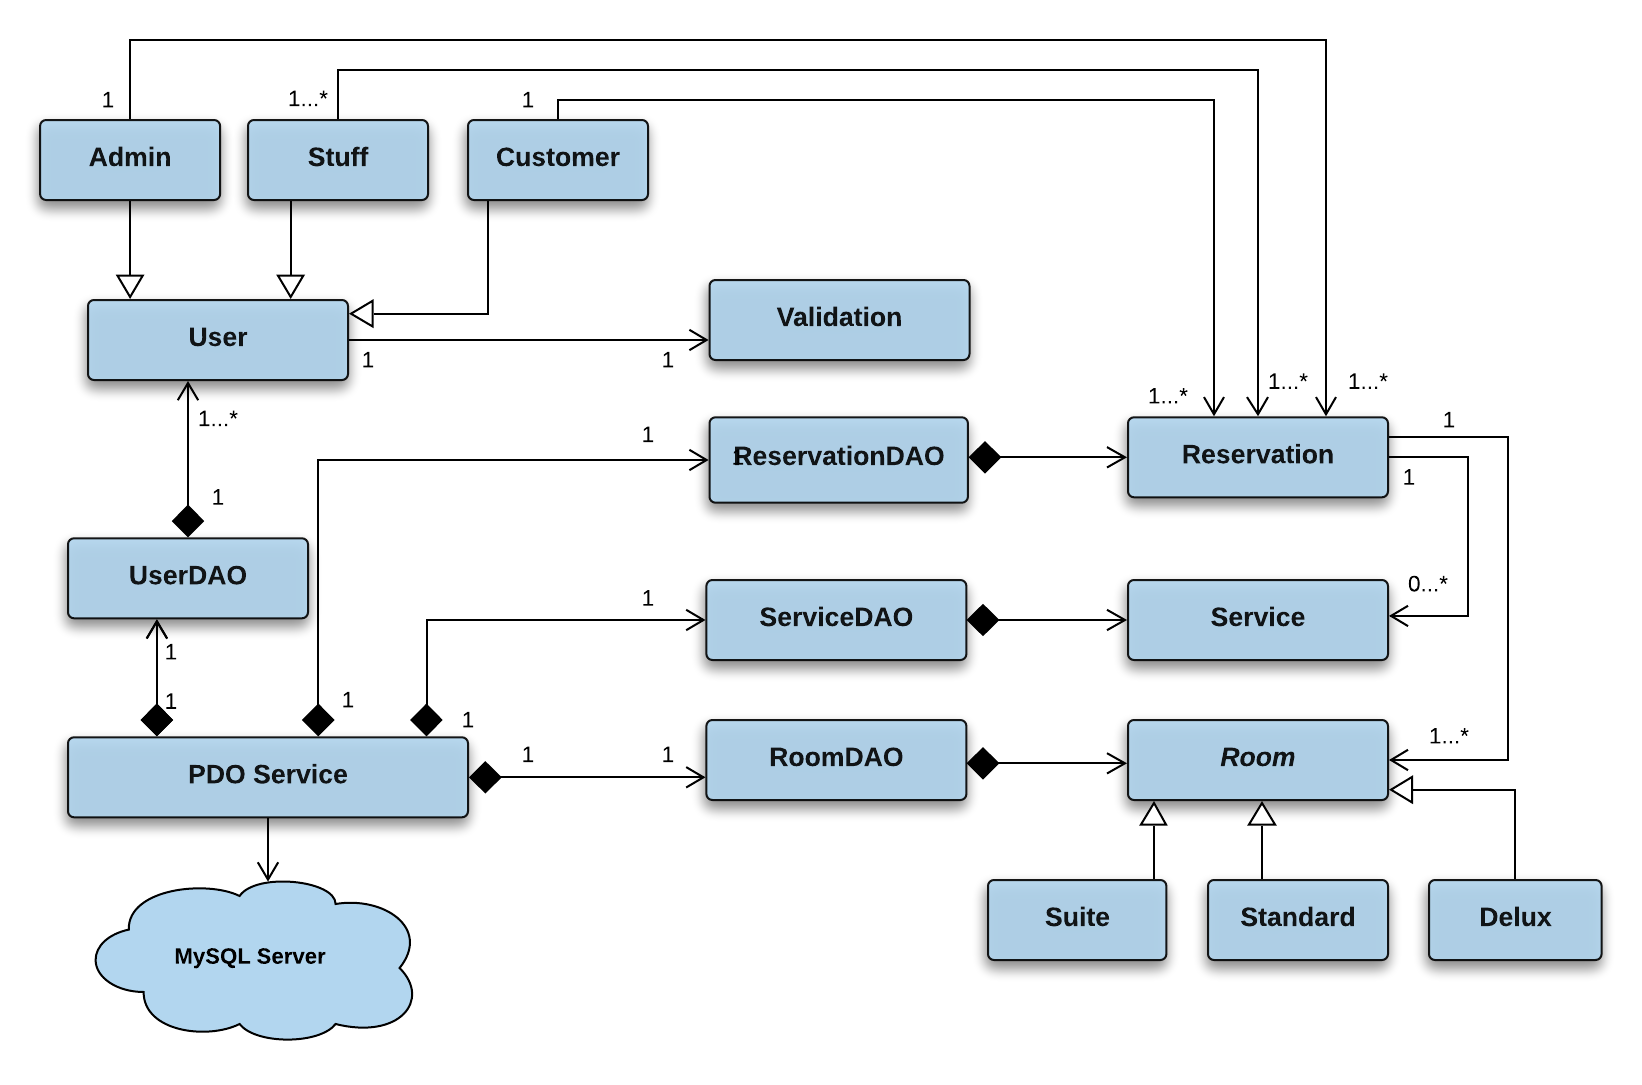 1
1...*
1
Admin
Stuff
Customer
User
Validation
1
1
1...*
1...*
1...*
1...*
1
1
ReservationDAO
1
Reservation
1
1
UserDAO
0...*
1
ServiceDAO
Service
1
1
1
1
PDO Service
1
1
RoomDAO
Room
1...*
Suite
Standard
Delux
MySQL Server